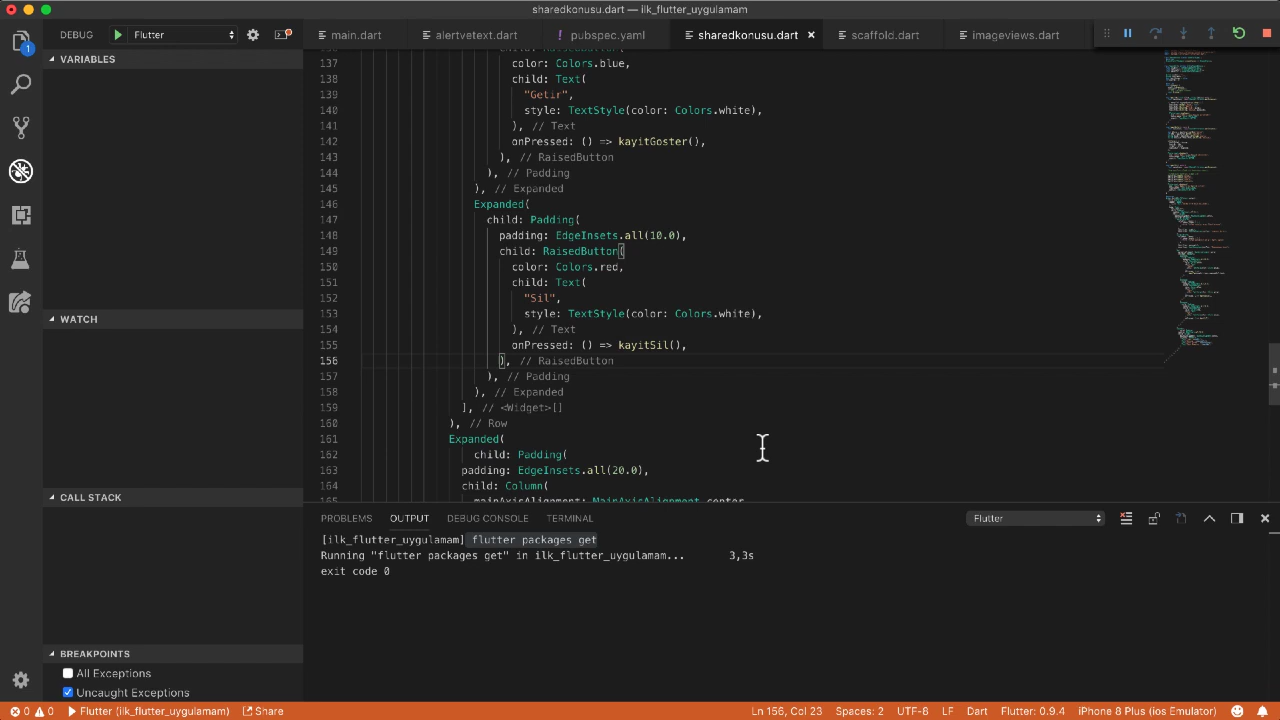 sharedkonusu.dart — ilk_flutter_uygulamam
DEBUG Flutter
main.dart alertvetext.dart ! pubspec.yaml sharedkonusu.dart × scaffold.dart imageviews.dart
1
VARIABLES
WATCH
CALL STACK
BREAKPOINTS
All Exceptions
Uncaught Exceptions
137 color: Colors.blue,
138 child: Text(
139 "Getir",
140 style: TextStyle(color: Colors.white),
141 ), // Text
142 onPressed: () => kayitGoster(),
143 ), // RaisedButton
144 ), // Padding
145 ), // Expanded
146 Expanded(
147 child: Padding(
148 padding: EdgeInsets.all(10.0),
149 child: RaisedButton(
150 color: Colors.red,
151 child: Text(
152 "Sil",
153 style: TextStyle(color: Colors.white),
154 ), // Text
155 onPressed: () => kayitSil(),
156 ), // RaisedButton
157 ), // Padding
158 ), // Expanded
159 ], // <Widget>[]
160 ), // Row
161 Expanded(
162 child: Padding(
163 padding: EdgeInsets.all(20.0),
164 child: Column(
165 mainAxisAlignment: MainAxisAlignment.center,
PROBLEMS OUTPUT DEBUG CONSOLE TERMINAL Flutter
[ilk_flutter_uygulamam] flutter packages get
Running "flutter packages get" in ilk_flutter_uygulamam... 3,3s
exit code 0
0 0 Flutter (ilk_flutter_uygulamam) Share Ln 156, Col 23 Spaces: 2 UTF-8 LF Dart Flutter: 0.9.4 iPhone 8 Plus (ios Emulator)